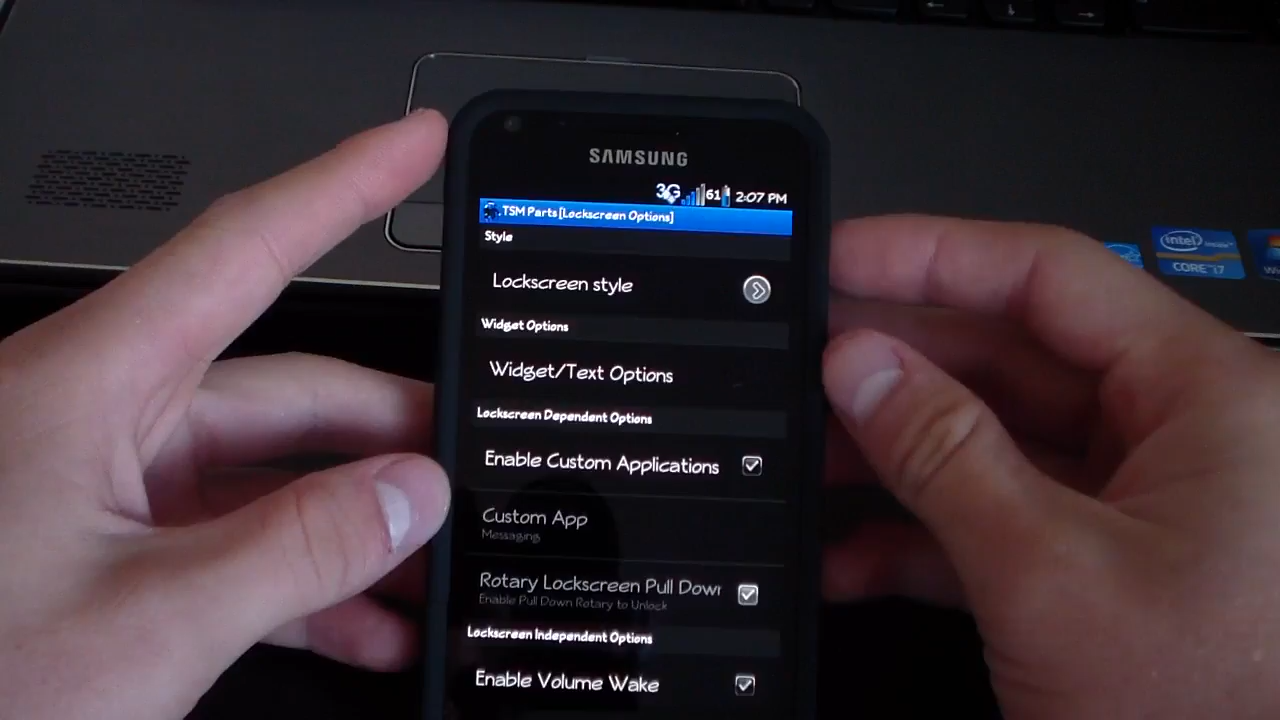 SAMSUNG
3G 61 2:07 PM
TSM Parts [Lockscreen Options]
Style
Lockscreen style
Widget Options
Widget/Text Options
Lockscreen Dependent Options
Enable Custom Applications
Custom App
Messaging
Rotary Lockscreen Pull Down
Enable Pull Down Rotary to Unlock
Lockscreen Independent Options
Enable Volume Wake
intel inside
CORE i7